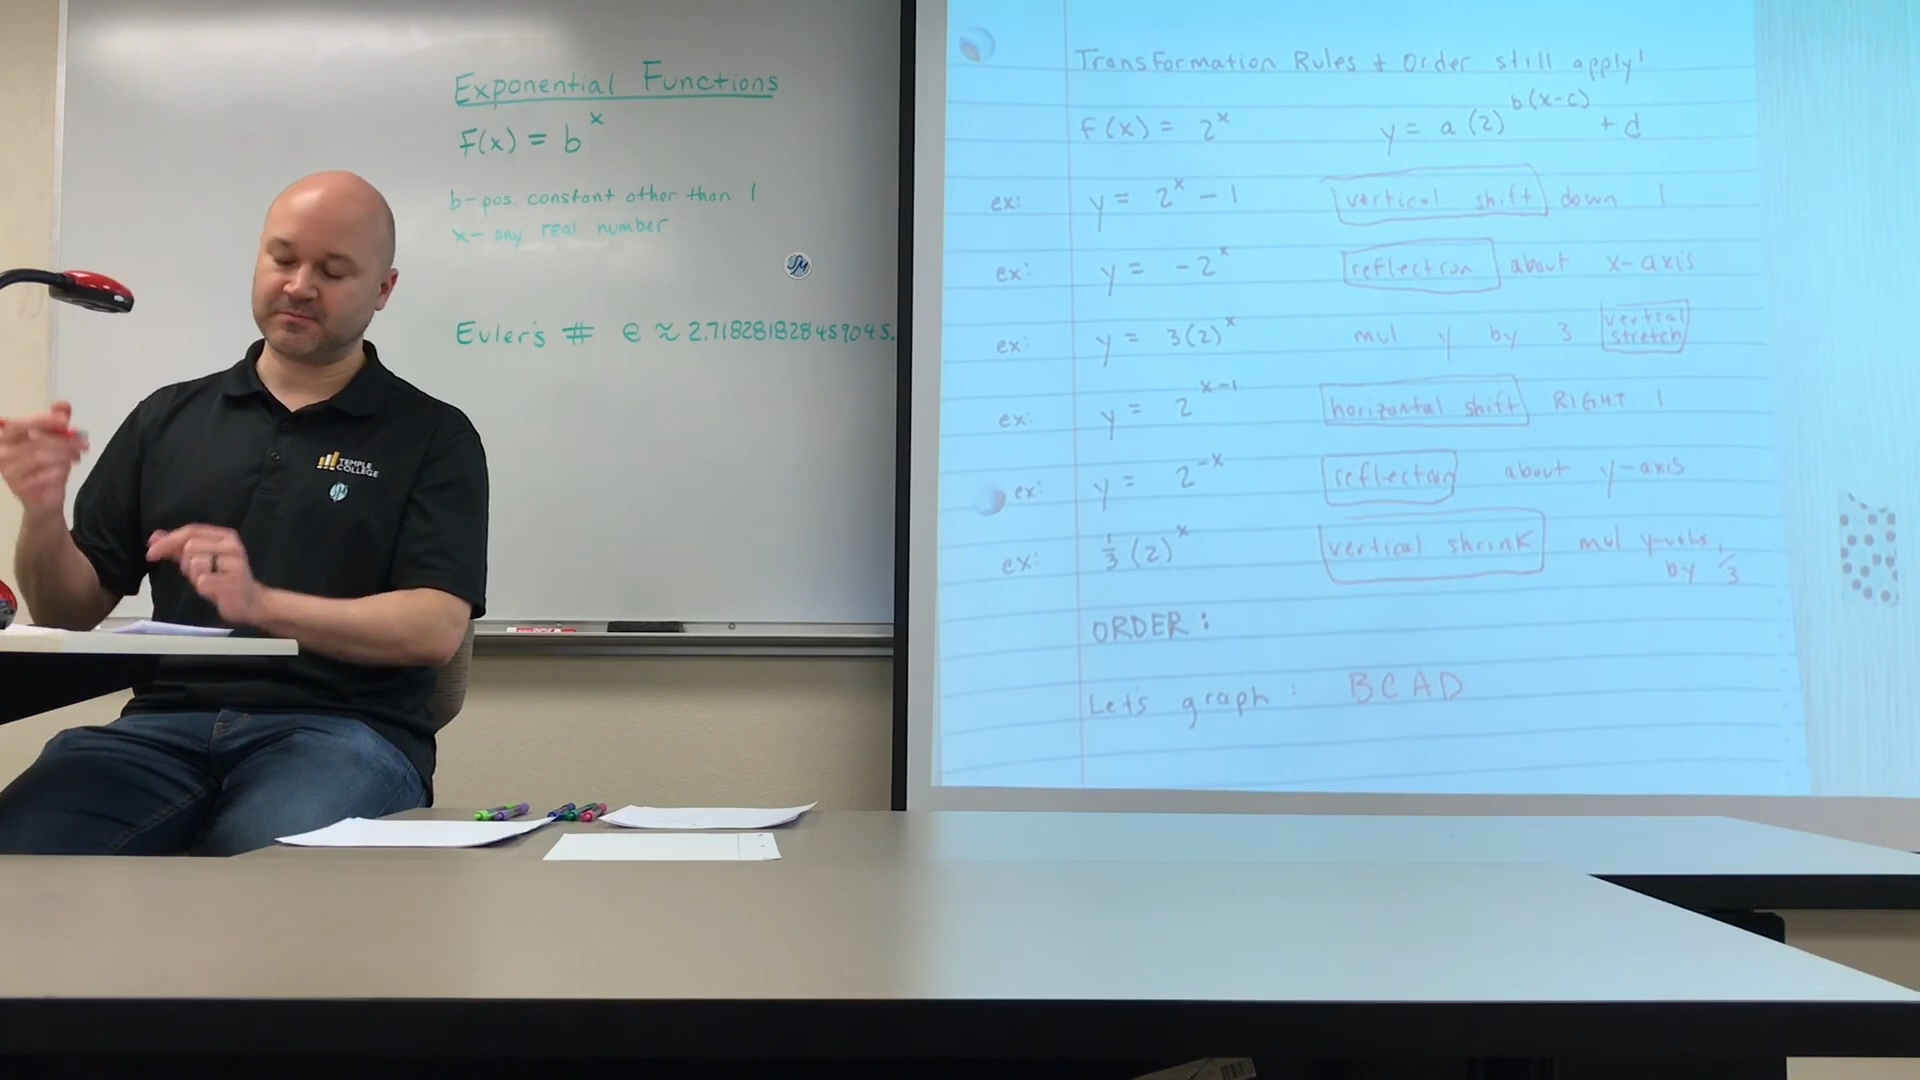 Exponential Functions
F(x) = b^x
b- pos. constant other than 1
x- any real number
Euler's # e ≈ 2.718281828459045.
TEMPLE
COLLEGE
Transformation Rules + Order still apply!
F(x) = 2^x y = a(2)^b(x-c) + d
ex: y = 2^x - 1 vertical shift down 1
ex: y = -2^x reflection about x-axis
ex: y = 3(2)^x mul y by 3 vertical stretch
ex: y = 2^x-1 horizontal shift RIGHT 1
ex: y = 2^-x reflection about y-axis
ex: 1/3 (2)^x vertical shrink mul y-vals by 1/3
ORDER:
Let's graph: BCAD